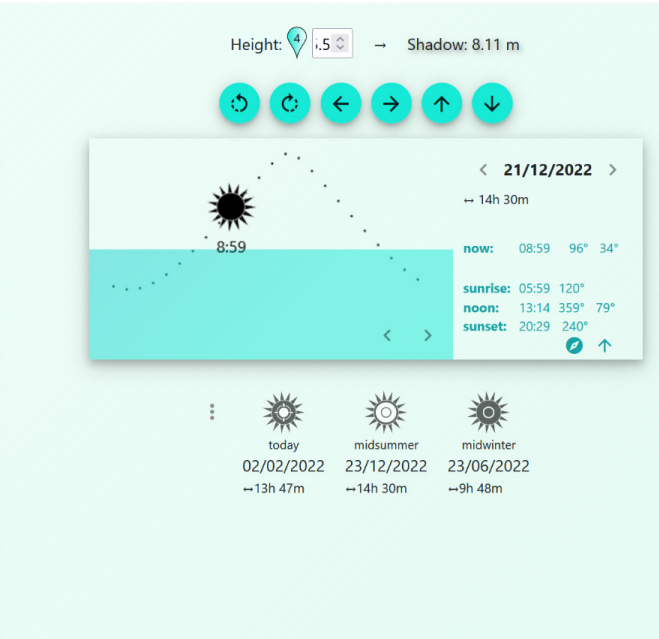 Height: 4 .5 → Shadow: 8.11 m
21/12/2022
↔ 14h 30m
8:59
now: 08:59 96° 34°
sunrise: 05:59 120°
noon: 13:14 359° 79°
sunset: 20:29 240°
today midsummer midwinter
02/02/2022 23/12/2022 23/06/2022
↔13h 47m ↔14h 30m ↔9h 48m